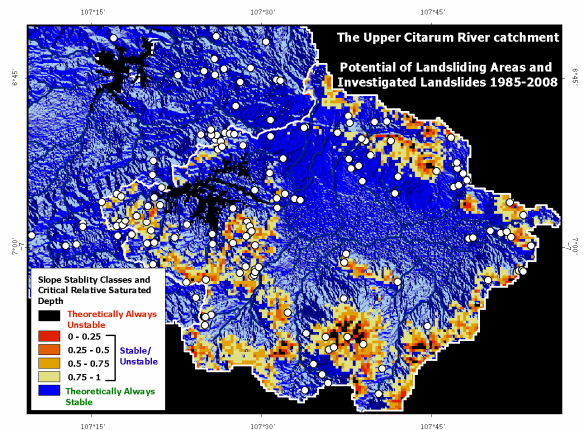 107°15'
107°30'
107°45'
The Upper Citarum River catchment
Potential of Landsliding Areas and
Investigated Landslides 1985-2008
6°45'
6°45'
7°00'
7°00'
Slope Stablity Classes and
Critical Relative Saturated
Depth
Theoretically Always
Unstable
0 - 0.25
0.25 - 0.5
0.5 - 0.75
0.75 - 1
Stable/
Unstable
Theoretically Always
Stable
107°15'
107°30'
107°45'